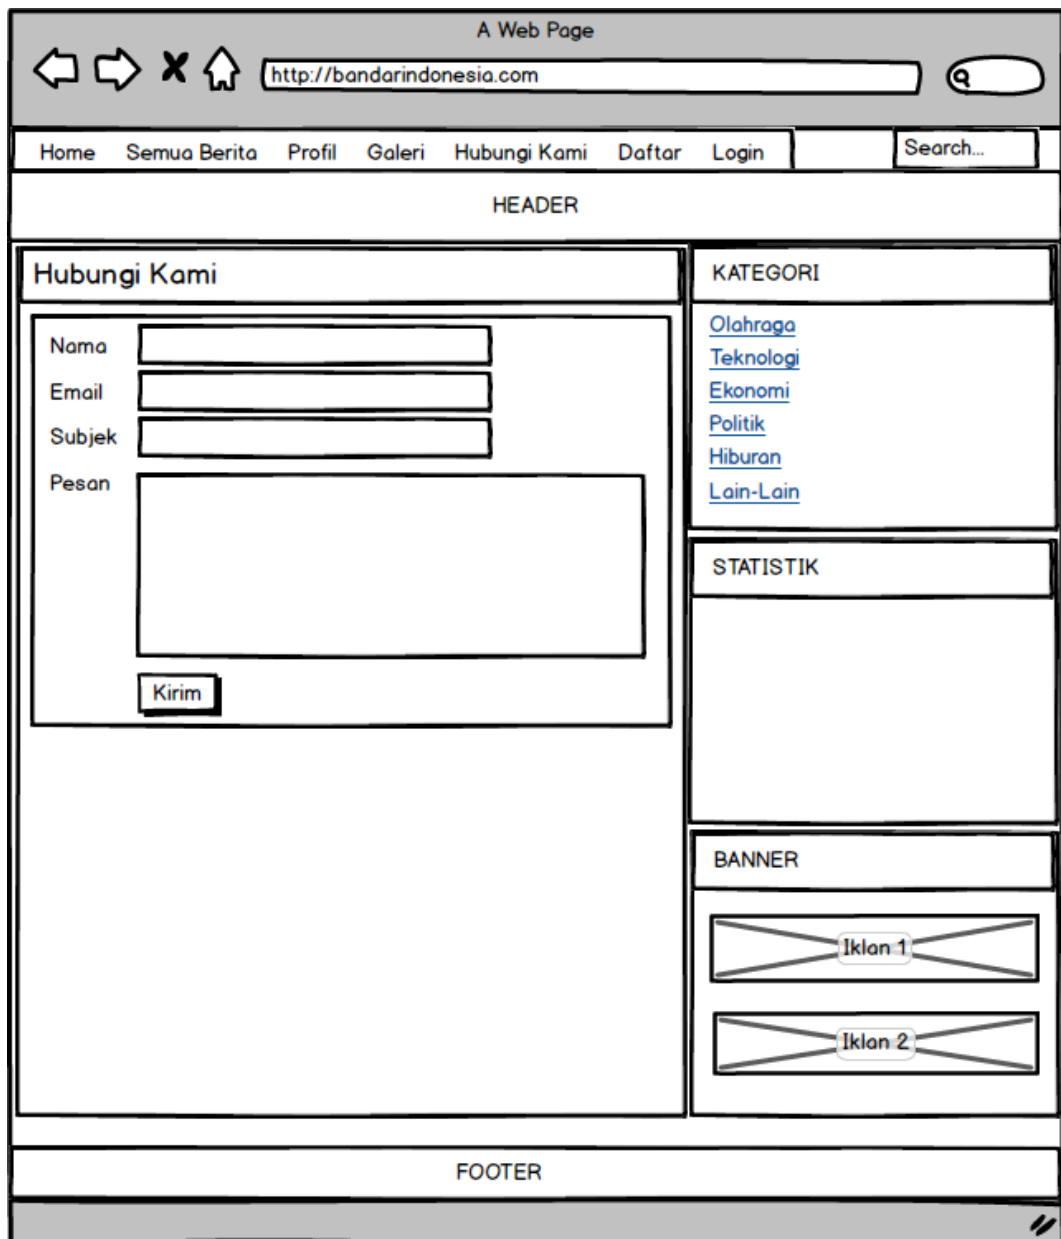 A Web Page
http://bandarindonesia.com
Home Semua Berita Profil Galeri Hubungi Kami Daftar Login Search...
HEADER
Hubungi Kami
Nama
Email
Subjek
Pesan
Kirim
KATEGORI
Olahraga
Teknologi
Ekonomi
Politik
Hiburan
Lain-Lain
STATISTIK
BANNER
Iklan 1
Iklan 2
FOOTER